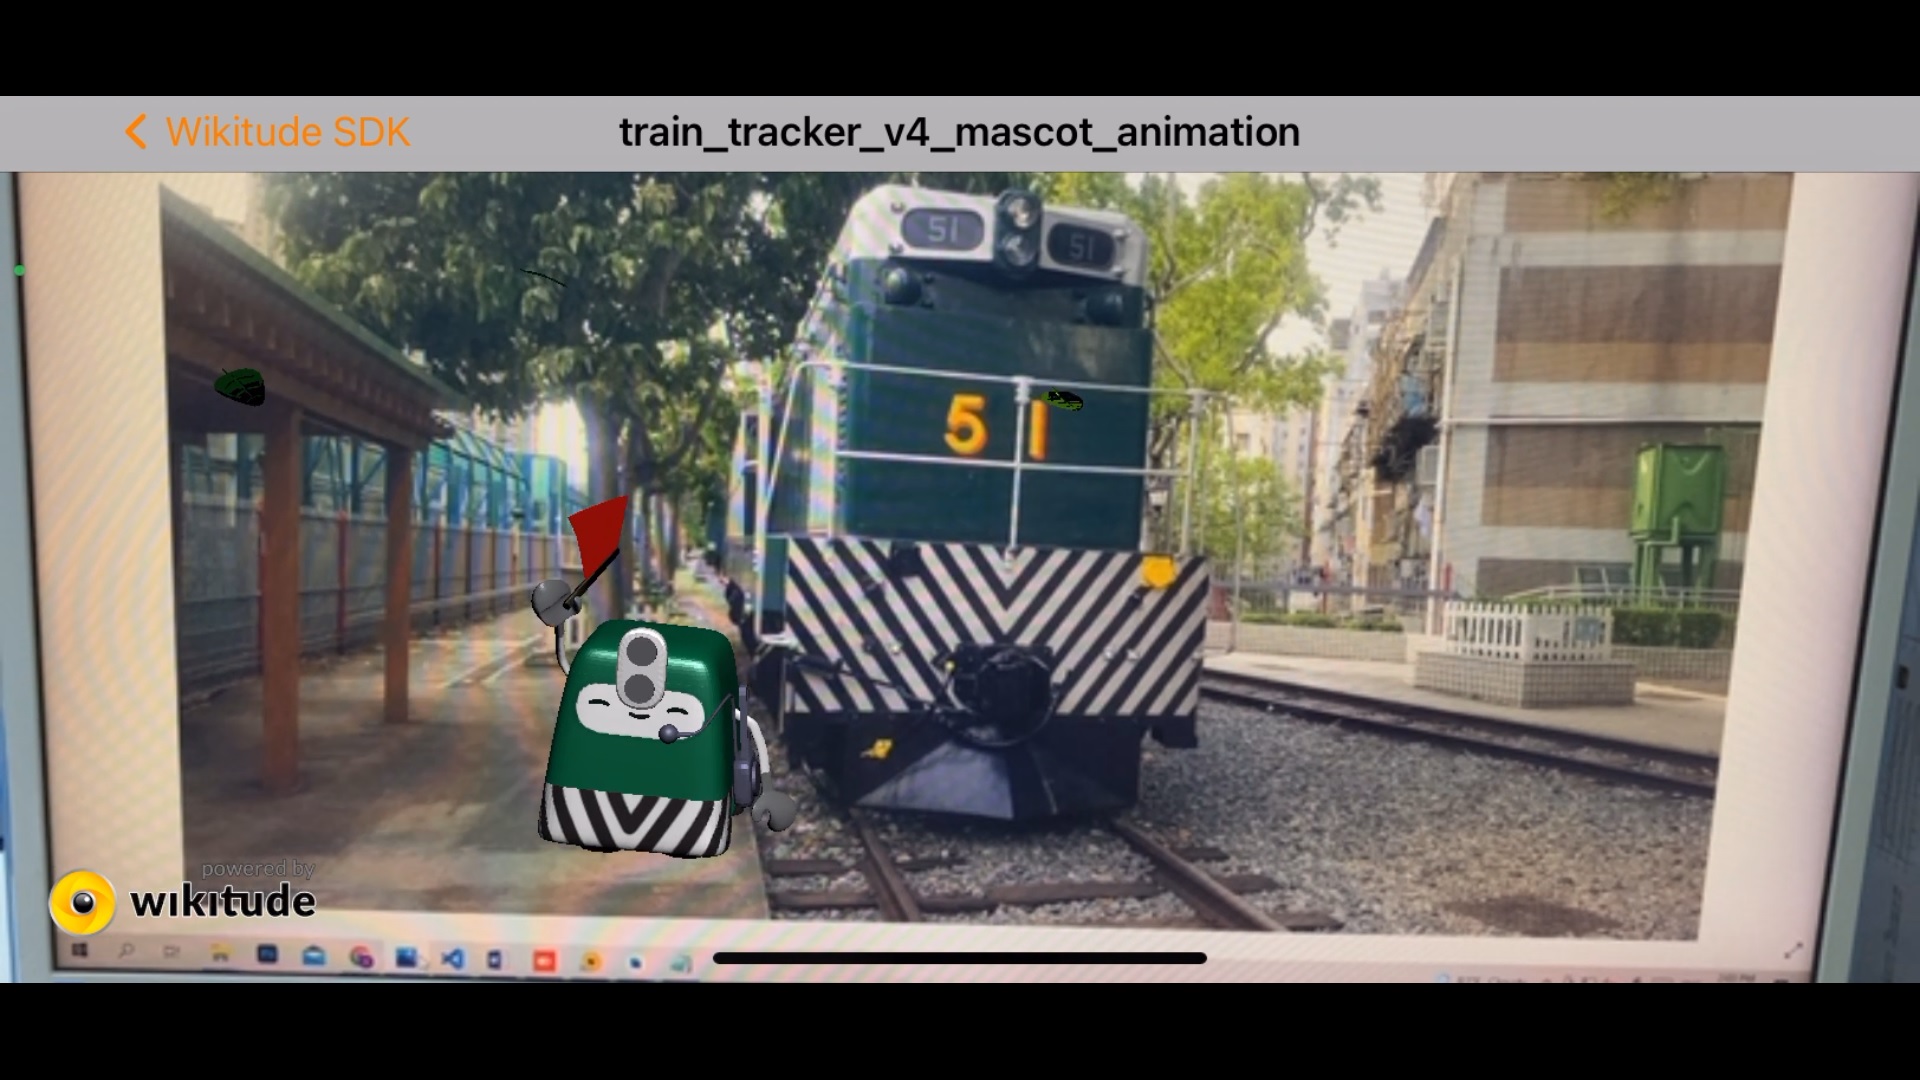 Wikitude SDK
train_tracker_v4_mascot_animation
51
51
51
powered by
wikitude